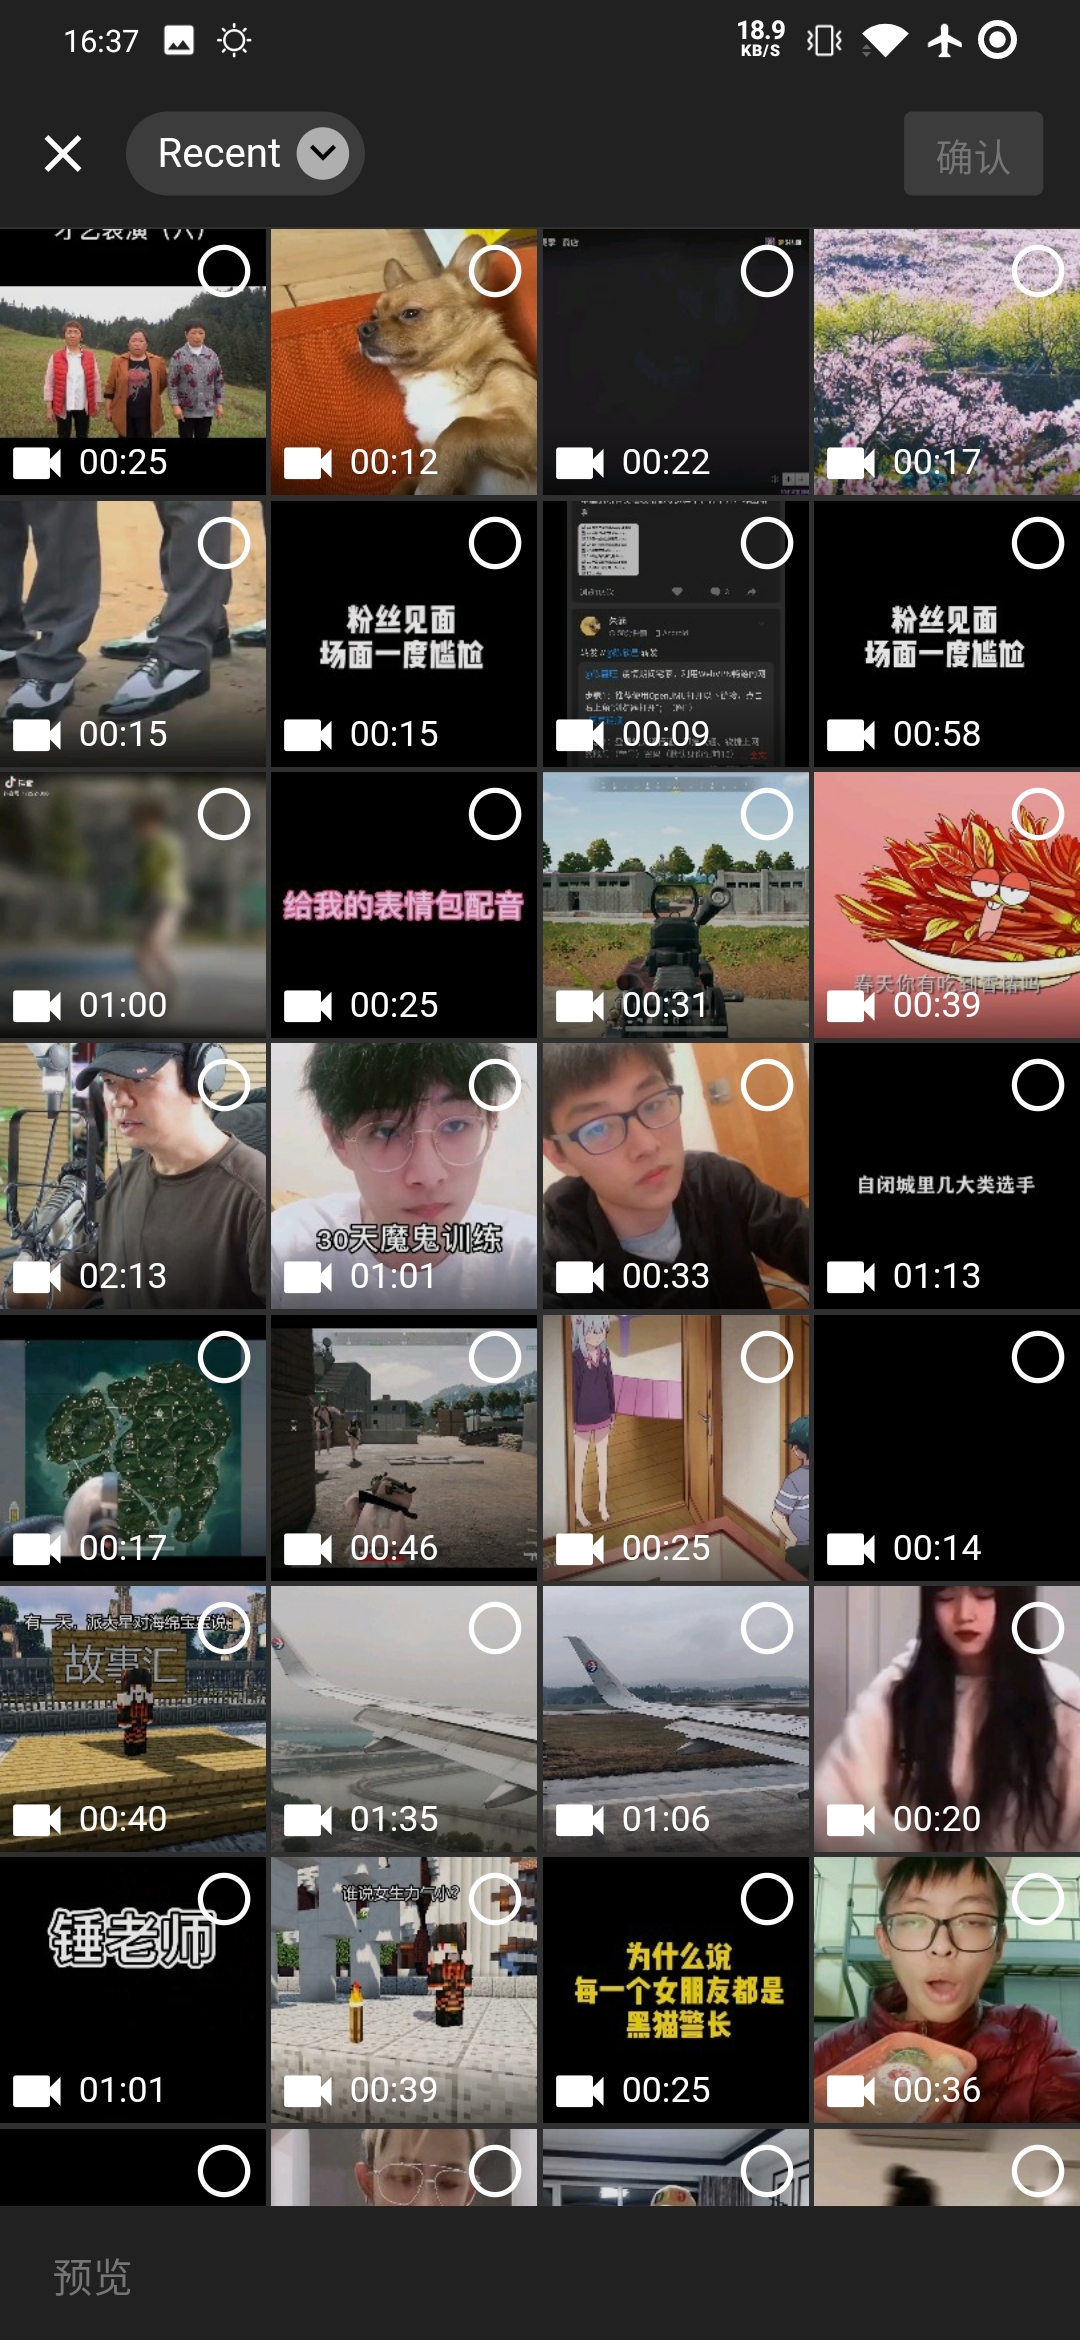 16:37
18.9
KB/S
Recent
确认
才艺表演（六）
00:25
00:12
00:22
00:17
粉丝见面
场面一度尴尬
粉丝见面
场面一度尴尬
00:15
00:15
00:09
00:58
给我的表情包配音
春天你有吃到香椿吗
01:00
00:25
00:31
00:39
30天魔鬼训练
自闭城里几大类选手
02:13
01:01
00:33
01:13
00:17
00:46
00:25
00:14
有一天，派大星对海绵宝宝说:
故事汇
00:40
01:35
01:06
00:20
锤老师
谁说女生力气小?
为什么说
每一个女朋友都是
黑猫警长
01:01
00:39
00:25
00:36
预览